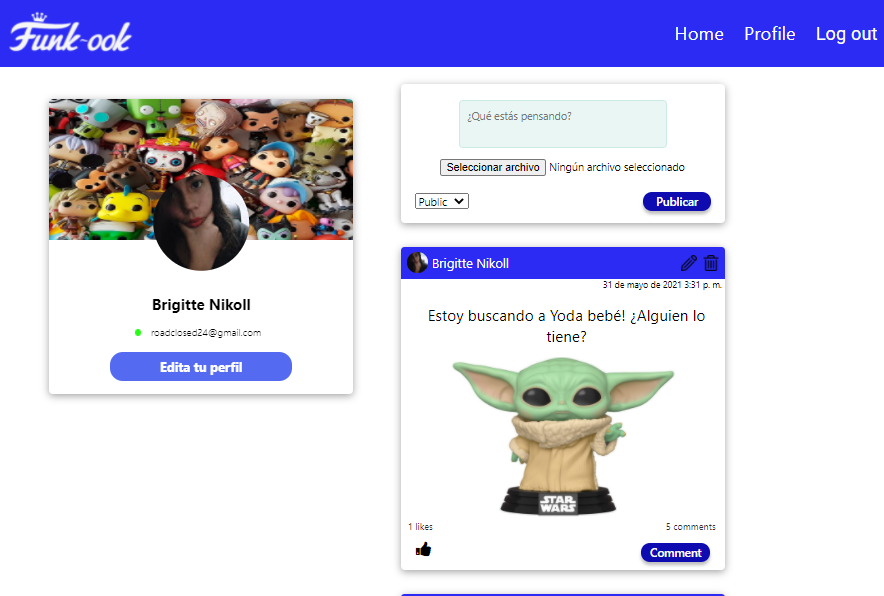 Funk-ook
Home Profile Log out
¿Qué estás pensando?
Seleccionar archivo Ningún archivo seleccionado
Public
Publicar
Brigitte Nikoll
roadclosed24@gmail.com
Edita tu perfil
Brigitte Nikoll
31 de mayo de 2021 3:31 p. m.
Estoy buscando a Yoda bebé! ¿Alguien lo
tiene?
STAR
WARS
1 likes
5 comments
Comment